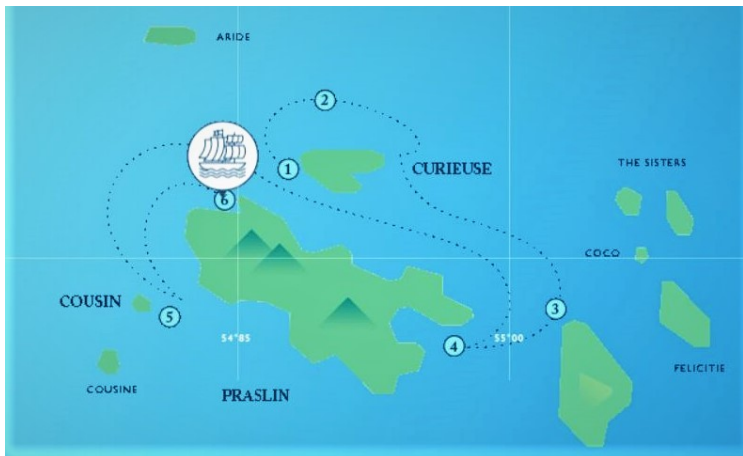 ARIDE
2
1
CURIEUSE
THE SISTERS
6
COCO
COUSIN
5
3
54°85
55°00
4
FELICITIE
COUSINE
PRASLIN